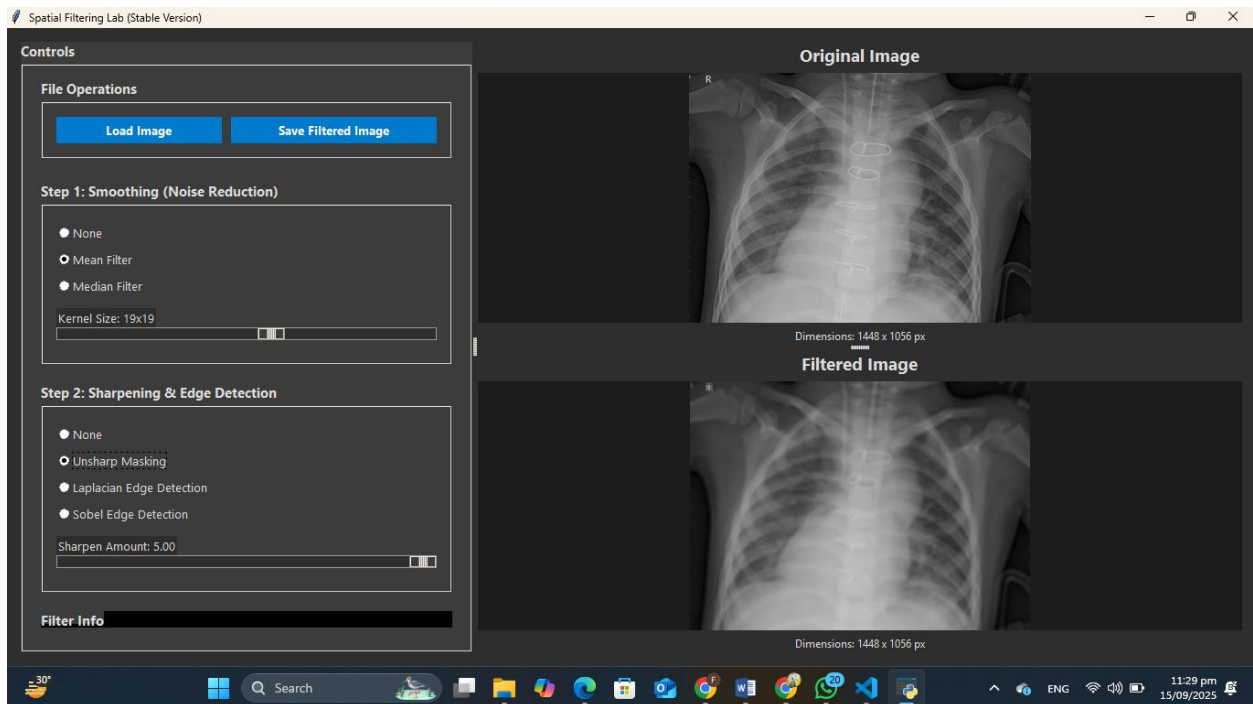 Spatial Filtering Lab (Stable Version)
Controls
File Operations
Load Image
Save Filtered Image
Step 1: Smoothing (Noise Reduction)
None
Mean Filter
Median Filter
Kernel Size: 19x19
Step 2: Sharpening & Edge Detection
None
Unsharp Masking
Laplacian Edge Detection
Sobel Edge Detection
Sharpen Amount: 5.00
Filter Info
Original Image
R
Dimensions: 1448 x 1056 px
Filtered Image
Dimensions: 1448 x 1056 px
30°
Search
20
ENG
11:29 pm
15/09/2025